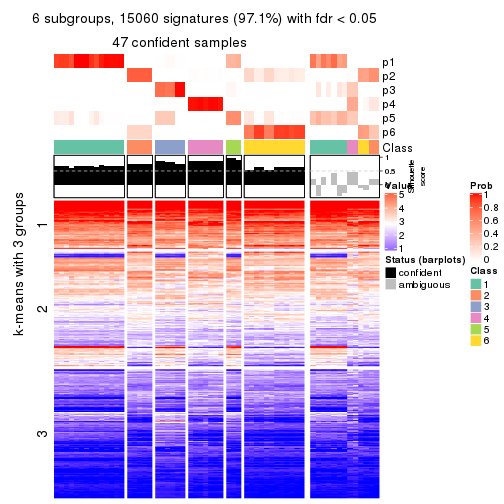 6 subgroups, 15060 signatures (97.1%) with fdr < 0.05
47 confident samples
p1
p2
p3
p4
p5
p6
Class
1
0.5
0
Silhouette
score
k-means with 3 groups
1
2
3
Value
5
4
3
2
1
Status (barplots)
confident
ambiguous
Prob
1
0.8
0.6
0.4
0.2
0
Class
1
2
3
4
5
6